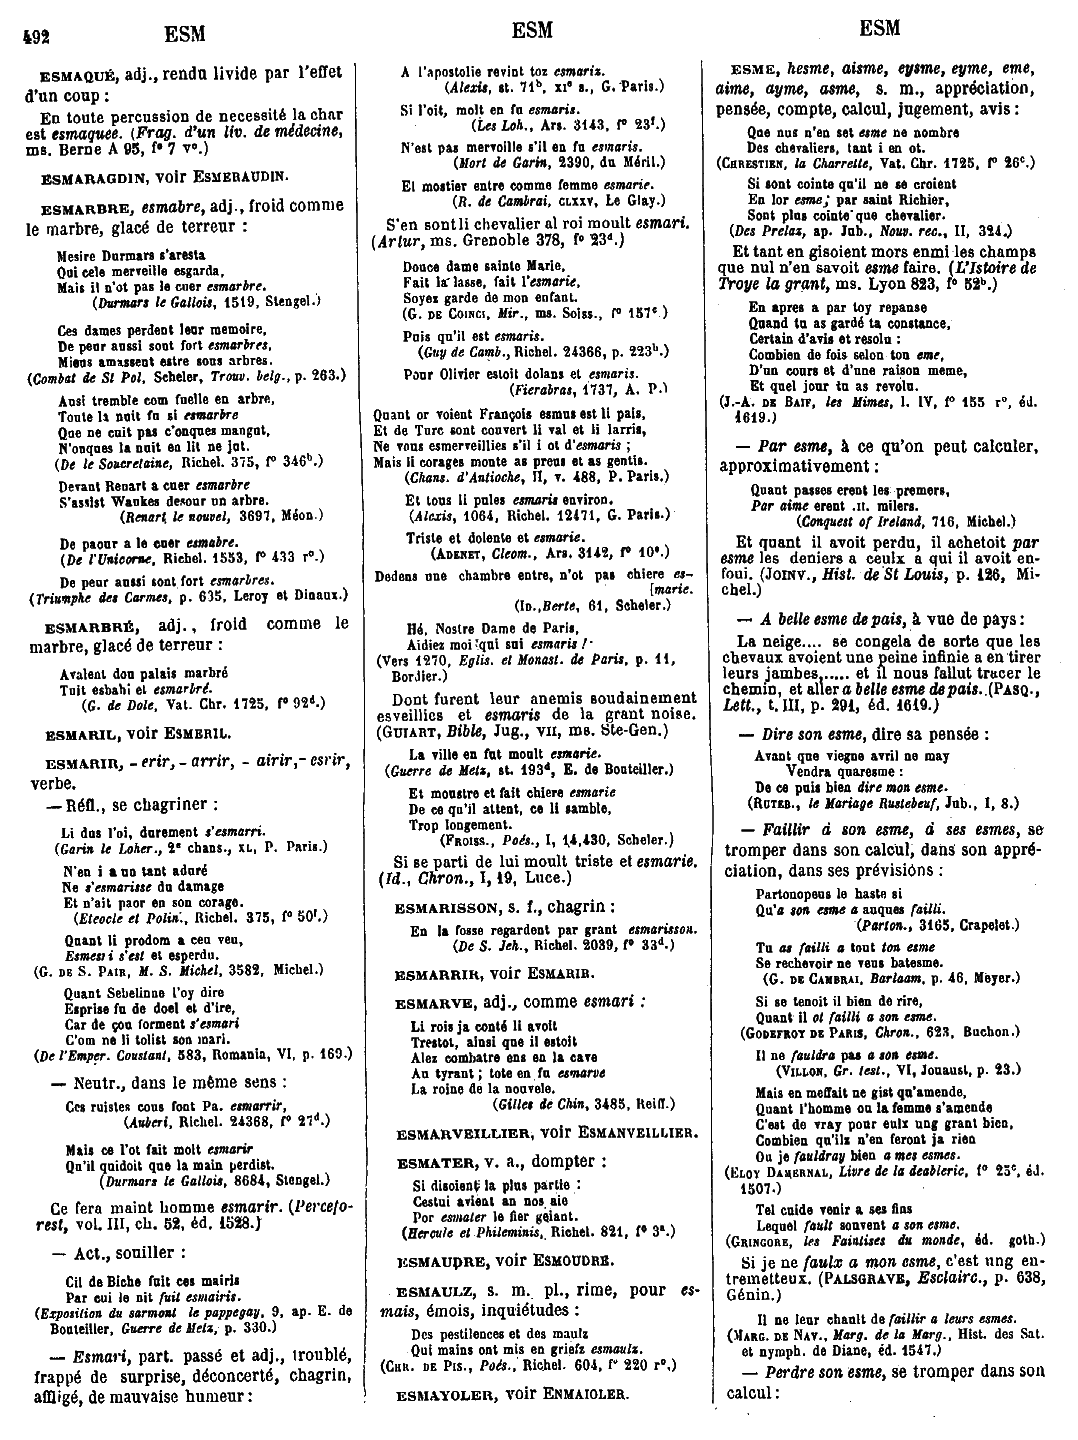 492 ESM ESM ESM
ESMAQUÉ, adj., rendu livide par l'effet
d'un coup :
En toute percussion de necessité la char
est esmaquee. (Frag. d'un liv. de médecine,
ms. Berne A 95, f° 7 v°.)
ESMARAGDIN, voir ESMERAUDIN.
ESMARBRE, esmabre, adj., froid comme
le marbre, glacé de terreur :
Mesire Durmars s'aresta
Qui cele merveille esgarda,
Mais il n'ot pas le cuer esmarbre.
(Durmars le Gallois, 1519, Stengel.)
Ces dames perdent leur memoire,
De peur aussi sont fort esmarbres,
Mieus amassent estre sous arbres.
(Combat de St Pol, Scheler, Trouv. belg., p. 263.)
Ausi tremble com fuelle en arbre,
Toute la nuit fu si esmarbre
Que ne cuit pas c'onques mangut,
N'onques la nuit en lit ne jut.
(De le Soucretaine, Richel. 375, f° 346b.)
Devant Renart a cuer esmarbre
S'assist Waukes desour un arbre.
(Renart le nouvel, 3697, Méon.)
De paour a le cuer esmabre.
(De l'Unicorne, Richel. 1553, f° 433 r°.)
De peur aussi sont fort esmarbres.
(Triumphe des Carmes, p. 635, Leroy et Dinaux.)
ESMARBRÉ, adj., froid comme le
marbre, glacé de terreur :
Avalent dou palais marbré
Tuit esbahi et esmarbré.
(G. de Dole, Vat. Chr. 1725, f° 92d.)
ESMARIL, voir ESMERIL.
ESMARIR, - erir, - arrir, - airir, - esrir,
verbe.
— Réfl., se chagriner :
Li dus l'oi, durement s'esmarri.
(Garin le Loher., 2e chans., XL, P. Paris.)
N'en i a uo tant aduré
Ne s'esmarisse du damage
Et n'ait paor en son corage.
(Eteocle et Polin., Richel. 375, f° 50f.)
Quant li prodom a ceu veu,
Esmesi s'est et esperdu.
(G. DE S. PAIR, M. S. Michel, 3582, Michel.)
Quant Sebelinne l'oy dire
Esprise fu de doel et d'ire,
Car de çou forment s'esmari
C'om ne li tolist son mari.
(De l'Emper. Coustant, 583, Romania, VI, p. 169.)
— Neutr., dans le même sens :
Ces ruistes cous font Pa. esmarrir,
(Auberi, Richel. 24368, f° 27d.)
Mais ce l'ot fait molt esmarir
Qu'il quidoit que la main perdist.
(Durmars le Gallois, 8684, Stengel.)
Ce fera maint homme esmarir. (Perceforest,
vol. III, ch. 52, éd. 1528.)
— Act., souiller :
Cil de Biche fuit ces mairis
Par cui le nit fuit esmairis.
(Exposition du sarmont le pappegay, 9, ap. E. de
Bouteiller, Guerre de Metz, p. 330.)
— Esmari, part. passé et adj., troublé,
frappé de surprise, déconcerté, chagrin,
affligé, de mauvaise humeur :
A l'apostolie revint toz esmariz.
(Alexis, st. 71b, XIe s., G. Paris.)
Si l'oit, molt en fu esmaris.
(Les Loh., Ars. 3143, f° 23f.)
N'est pas mervoille s'il en fu esmaris.
(Mort de Garin, 2390, du Méril.)
El mostier entre comme femme esmarie.
(R. de Cambrai, CLXXV, Le Glay.)
S'en sont li chevalier al roi moult esmari.
(Artur, ms. Grenoble 378, f° 23d.)
Douce dame sainte Marie,
Fait la lasse, fait l'esmarie,
Soyez garde de mon enfant.
(G. DE COINCI, Mir., ms. Soiss., f° 157c.)
Puis qu'il est esmaris.
(Guy de Camb., Richel. 24366, p. 223b.)
Pour Olivier estoit dolans et esmaris.
(Fierabras, 1737, A. P.)
Quant or voient François esmus est li pais,
Et de Turc sont couvert li val et li larris,
Ne vous esmerveillies s'il i ot d'esmaris ;
Mais li corages monte as preus et as gentis.
(Chans. d'Antioche, II, v. 488, P. Paris.)
Et tous li pules esmaris environ.
(Alexis, 1064, Richel. 12471, G. Paris.)
Triste et dolente et esmarie.
(ADENET, Cleom., Ars. 3142, f° 10e.)
Dedens une chambre entre, n'ot pas chiere es-
[marie.
(ID., Berte, 61, Scheler.)
Hé, Nostre Dame de Paris,
Aidiez moi qui sui esmaris !
(Vers 1270, Eglis. et Monast. de Paris, p. 11,
Bordier.)
Dont furent leur anemis soudainement
esveillies et esmaris de la grant noise.
(GUIART, Bible, Jug., VII, ms. Ste-Gen.)
La ville en fut moult esmarie.
(Guerre de Metz, st. 193d, E. de Bouteiller.)
Et monstre et fait chiere esmarie
De ce qu'il attent, ce li samble,
Trop longement.
(FROISS., Poés., I, 14,430, Scheler.)
Si se parti de lui moult triste et esmarie.
(Id., Chron., I, 19, Luce.)
ESMARISSON, s. f., chagrin :
En la fosse regardent par grant esmarisson.
(De S. Jeh., Richel. 2039, f° 33d.)
ESMARRIR, voir ESMARIR.
ESMARVE, adj., comme esmari :
Li rois ja conté li avoit
Trestot, ainsi que il estoit
Alez combatre ens en la cave
Au tyrant ; tote en fu esmarve
La roine de la nouvele.
(Gilles de Chin, 3485, Reiff.)
ESMARVEILLIER, voir ESMANVEILLIER.
ESMATER, v. a., dompter :
Si disoient la plus partie :
Cestui avient an nos aie
Por esmater le fier geiant.
(Hercule et Phileminis, Richel. 821, f° 3a.)
ESMAUDRE, voir ESMOUDRE.
ESMAULZ, s. m. pl., rime, pour es-
mais, émois, inquiétudes :
Des pestilences et des maulz
Qui mains ont mis en griefz esmaulz.
(CHR. DE PIS., Poés., Richel. 604, f° 220 r°.)
ESMAYOLER, voir ENMAIOLER.
ESME, hesme, aisme, eysme, eyme, eme,
aime, ayme, asme, s. m., appréciation,
pensée, compte, calcul, jugement, avis :
Que nus n'en set esme ne nombre
Des chevaliers, tant i en ot.
(CHRESTIEN, la Charrette, Vat. Chr. 1725, f° 26c.)
Si sont cointe qu'il ne se croient
En lor esme, par saint Richier,
Sont plus cointe que chevalier.
(Des Prelaz, ap. Jub., Nouv. rec., II, 324.)
Et tant en gisoient mors enmi les champs
que nul n'en savoit esme faire. (L'Istoire de
Troye la grant, ms. Lyon 823, f° 52b.)
En apres a par toy repanse
Quand tu as gardé ta constance,
Certain d'avis et resolu :
Combien de fois selon ton eme,
D'un cours et d'une raison meme,
Et quel jour tu as revolu.
(J.-A. DE BAIF, les Mimes, l. IV, f° 155 r°, éd.
1619.)
— Par esme, à ce qu'on peut calculer,
approximativement :
Quant passes erent les premers,
Par aime erent .II. milers.
(Conquest of Ireland, 716, Michel.)
Et quant il avoit perdu, il achetoit par
esme les deniers a ceulx a qui il avoit en-
foui. (JOINV., Hist. de St Louis, p. 126, Mi-
chel.)
— A belle esme de pais, à vue de pays :
La neige.... se congela de sorte que les
chevaux avoient une peine infinie a en tirer
leurs jambes,..... et il nous fallut tracer le
chemin, et aller a belle esme de pais. (PASQ.,
Lett., t. III, p. 291, éd. 1619.)
— Dire son esme, dire sa pensée :
Avant que viegne avril ne may
Vendra quaresme :
De ce puis bien dire mon esme.
(RUTEB., le Mariage Rustebeuf, Jub., I, 8.)
— Faillir à son esme, à ses esmes, se
tromper dans son calcul, dans son appré-
ciation, dans ses prévisions :
Partonopeus le haste si
Qu'a son esme a auques failli.
(Parton., 3165, Crapelet.)
Tu as failli a tout ton esme
Se rechevoir ne veus batesme.
(G. DE CAMBRAI, Barlaam, p. 46, Meyer.)
Si se tenoit il bien de rire,
Quant il ot failli a son esme.
(GODEFROY DE PARIS, Chron., 623, Buchon.)
Il ne fauldra pas a son esme.
(VILLON, Gr. test., VI, Jouaust, p. 23.)
Mais en meffait ne gist qu'amende,
Quant l'homme ou la femme s'amende
C'est de vray pour eulx ung grant bien,
Combien qu'ilz n'en feront ja rien
Ou je fauldray bien a mes esmes.
(ELOY DAMERNAL, Livre de la deablerie, f° 25c, éd.
1507.)
Tel cuide venir a ses fins
Lequel fault souvent a son esme.
(GRINGORE, les Faintises du monde, éd. goth.)
Si je ne faulx a mon esme, c'est ung en-
tremetteux. (PALSGRAVE, Esclairc., p. 638,
Génin.)
Il ne leur chault de faillir a leurs esmes.
(MARG. DE NAV., Marg. de la Marg., Hist. des Sat.
et nymph. de Diane, éd. 1547.)
— Perdre son esme, se tromper dans son
calcul :